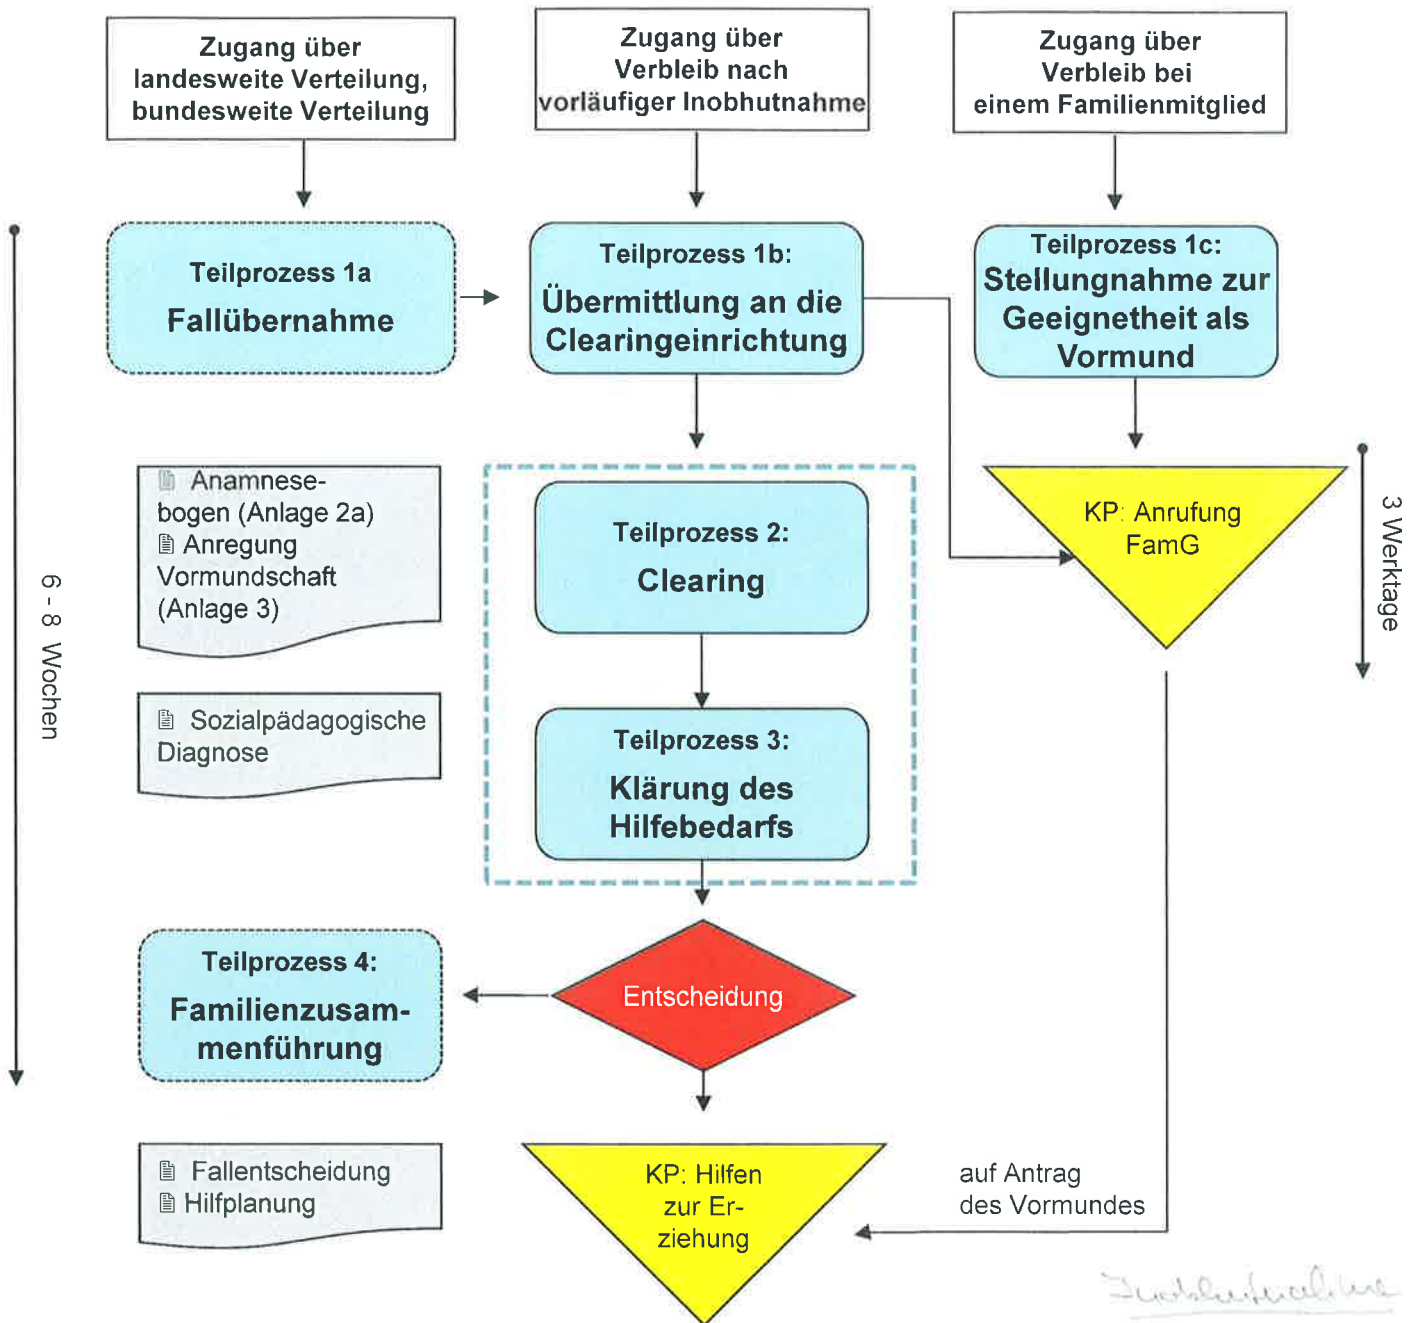 Zugang über
landesweite Verteilung,
bundesweite Verteilung
Zugang über
Verbleib nach
vorläufiger Inobhutnahme
Zugang über
Verbleib bei
einem Familienmitglied
Teilprozess 1a
Fallübernahme
Teilprozess 1b:
Übermittlung an die
Clearingeinrichtung
Teilprozess 1c:
Stellungnahme zur
Geeignetheit als
Vormund
Anamnese-
bogen (Anlage 2a)
Anregung
Vormundschaft
(Anlage 3)
Teilprozess 2:
Clearing
KP: Anrufung
FamG
3 Werktage
6 - 8 Wochen
Sozialpädagogische
Diagnose
Teilprozess 3:
Klärung des
Hilfebedarfs
Teilprozess 4:
Familienzusam-
menführung
Entscheidung
Fallentscheidung
Hilfplanung
KP: Hilfen
zur Er-
ziehung
auf Antrag
des Vormundes
Inobhutnahme